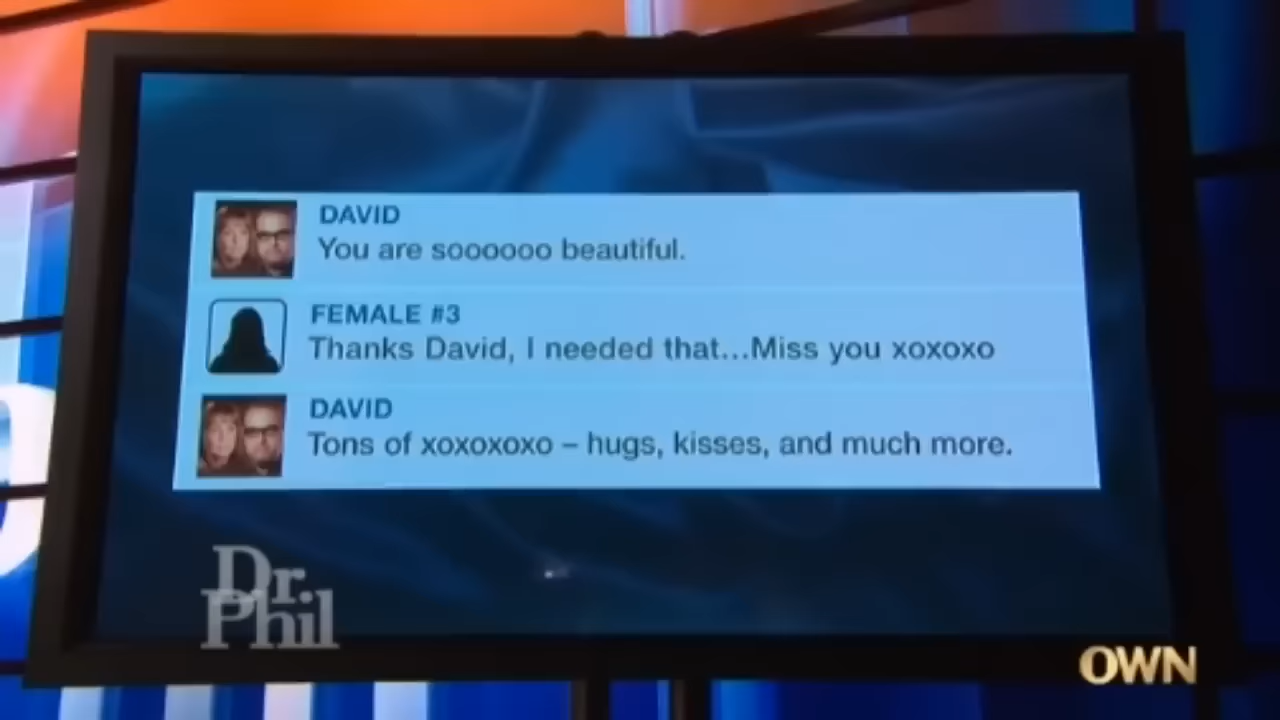 DAVID
You are soooooo beautiful.
FEMALE #3
Thanks David, I needed that...Miss you xoxoxo
DAVID
Tons of xoxoxoxo – hugs, kisses, and much more.
Dr.
Phil
OWN